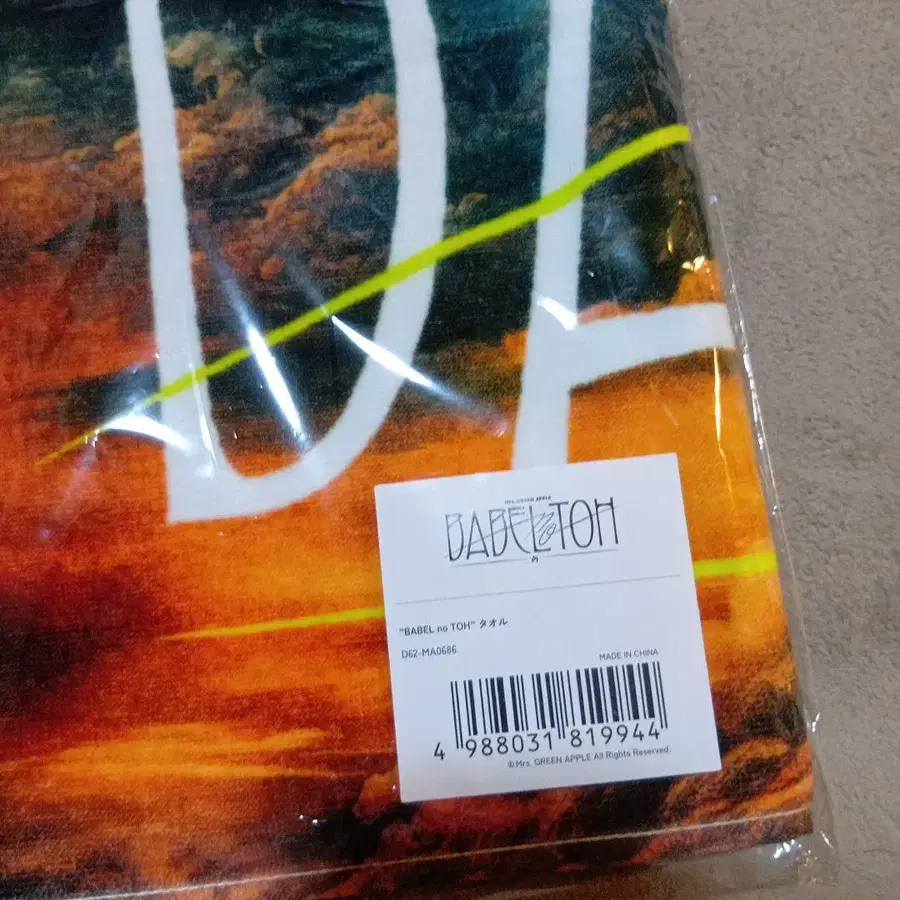 Mrs. GREEN APPLE
BABEL no TOH
"BABEL no TOH" タオル
D62-MA0686
MADE IN CHINA
4 988031 819944
©Mrs. GREEN APPLE All Rights Reserved.